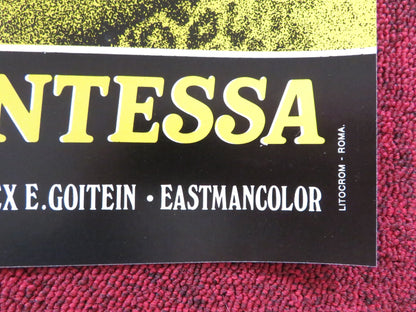 NTESSA
EX E.GOITEIN • EASTMANCOLOR
LITOCROM - ROMA.